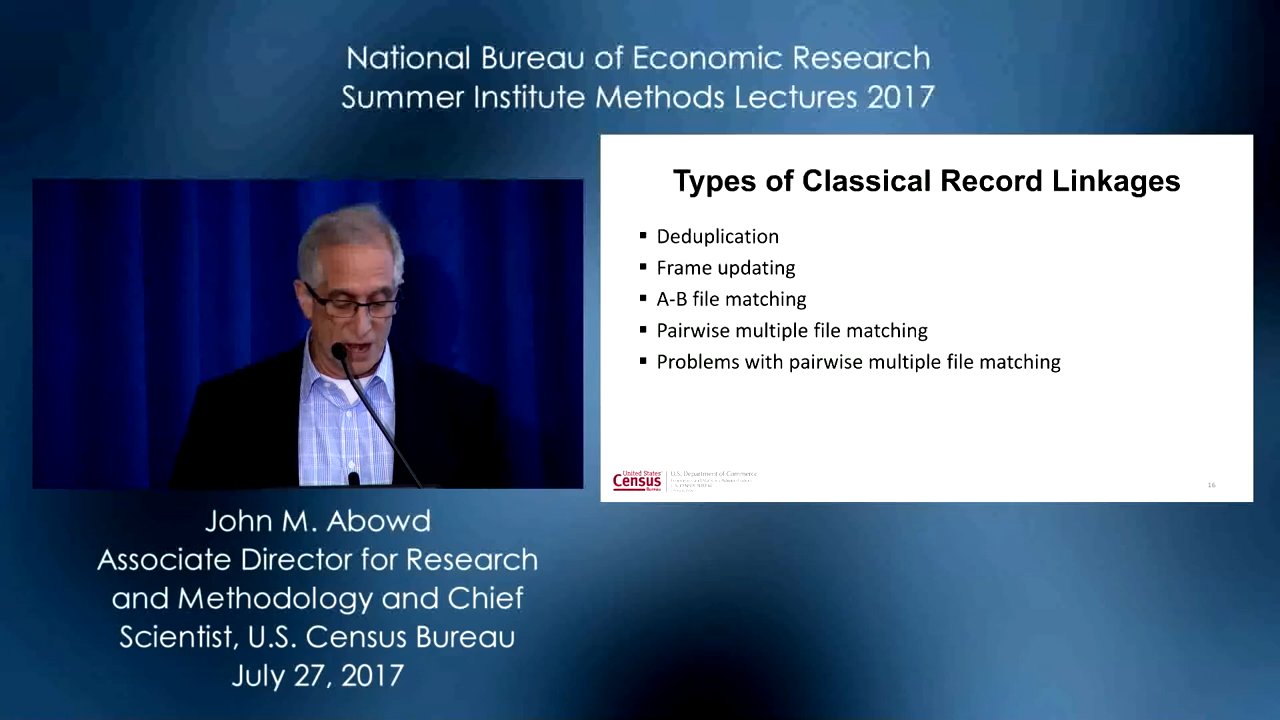 National Bureau of Economic Research
Summer Institute Methods Lectures 2017
Types of Classical Record Linkages
▪ Deduplication
▪ Frame updating
▪ A-B file matching
▪ Pairwise multiple file matching
▪ Problems with pairwise multiple file matching
United States
Census
Bureau
U.S. Department of Commerce
16
John M. Abowd
Associate Director for Research
and Methodology and Chief
Scientist, U.S. Census Bureau
July 27, 2017